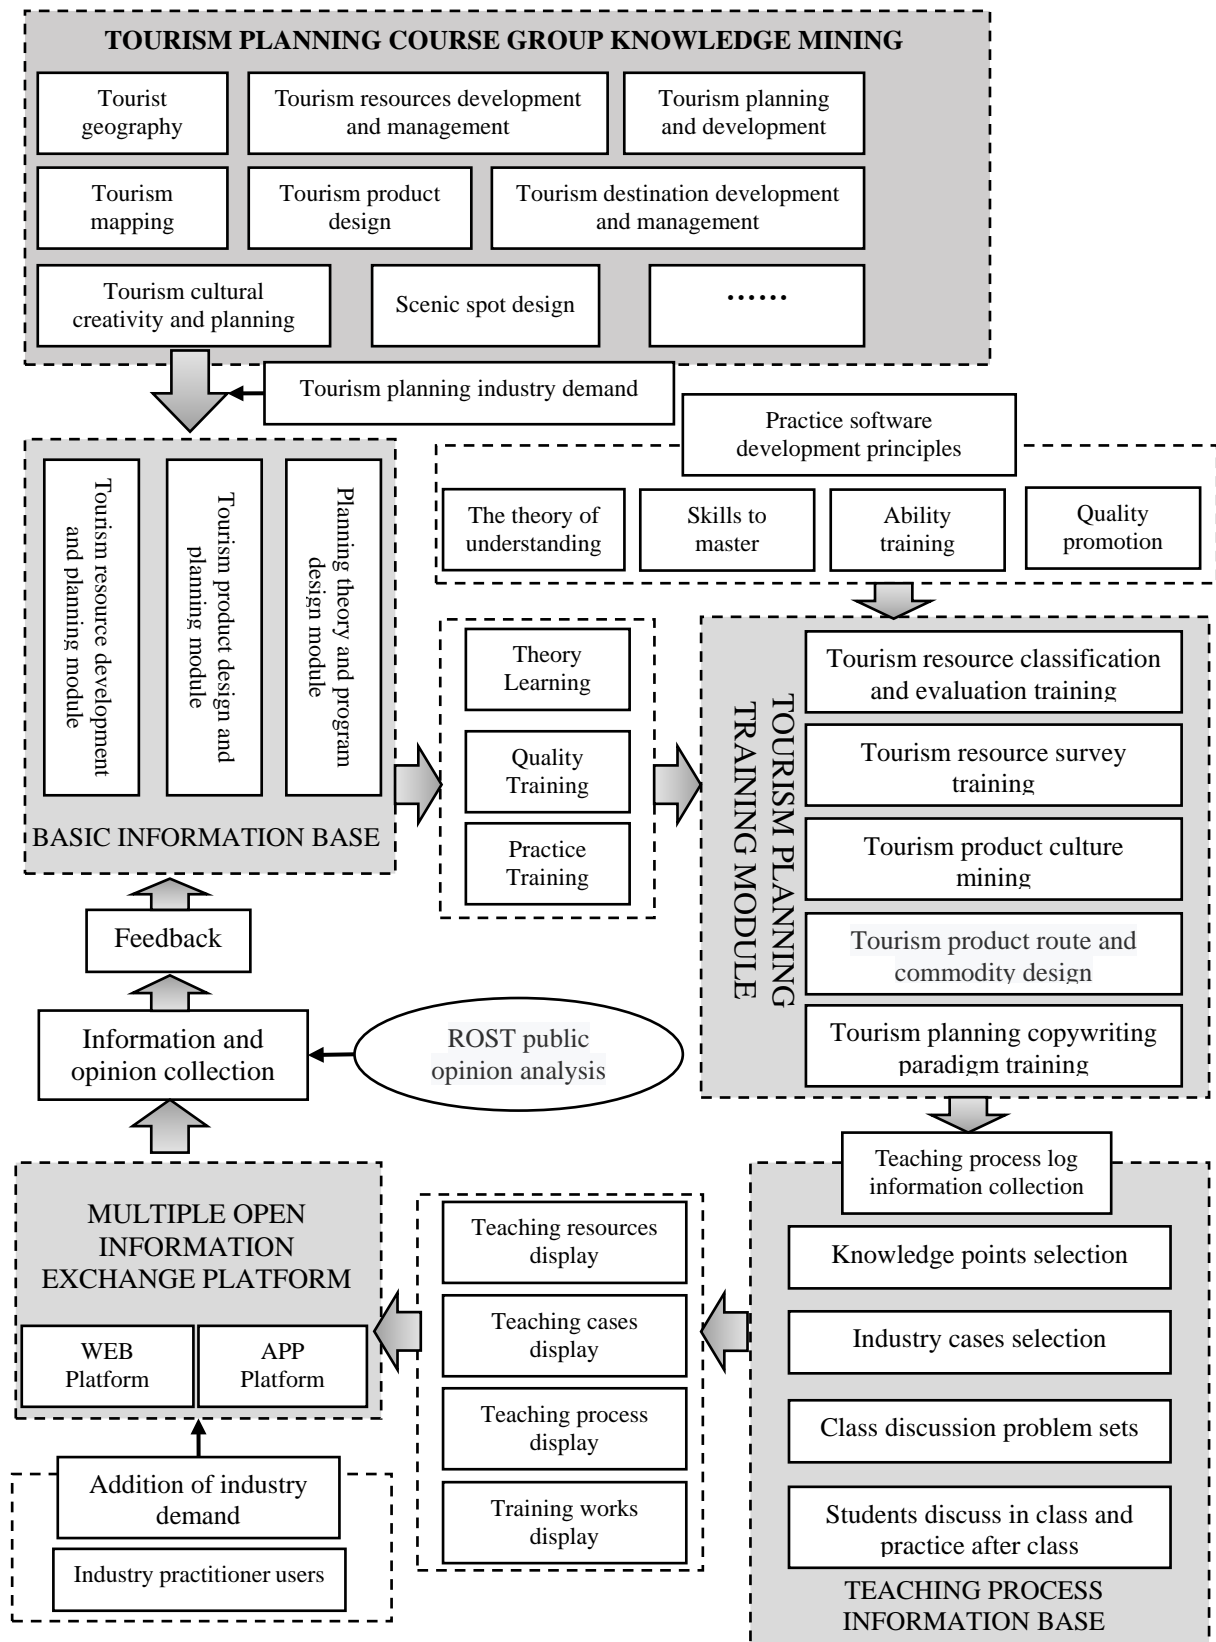 TOURISM PLANNING COURSE GROUP KNOWLEDGE MINING
Tourist
geography
Tourism resources development
and management
Tourism planning
and development
Tourism
mapping
Tourism product
design
Tourism destination development
and management
Tourism cultural
creativity and planning
Scenic spot design
……
Tourism planning industry demand
Practice software
development principles
The theory of
understanding
Skills to
master
Ability
training
Quality
promotion
Tourism resource development
and planning module
Tourism product design and
planning module
Planning theory and program
design module
BASIC INFORMATION BASE
Theory
Learning
Quality
Training
Practice
Training
TOURISM PLANNING
TRAINING MODULE
Tourism resource classification
and evaluation training
Tourism resource survey
training
Tourism product culture
mining
Tourism product route and
commodity design
Tourism planning copywriting
paradigm training
Feedback
Information and
opinion collection
ROST public
opinion analysis
MULTIPLE OPEN
INFORMATION
EXCHANGE PLATFORM
WEB
Platform
APP
Platform
Addition of industry
demand
Industry practitioner users
Teaching resources
display
Teaching cases
display
Teaching process
display
Training works
display
Teaching process log
information collection
Knowledge points selection
Industry cases selection
Class discussion problem sets
Students discuss in class and
practice after class
TEACHING PROCESS
INFORMATION BASE